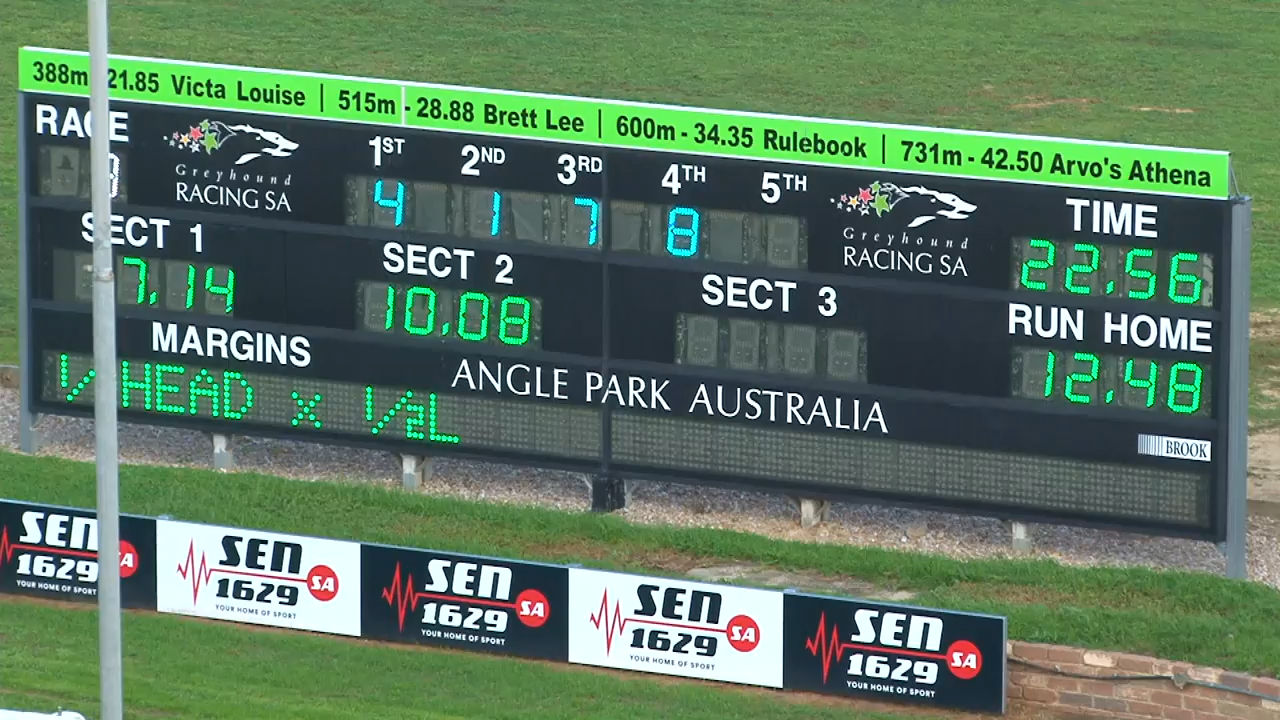 388m 21.85 Victa Louise | 515m - 28.88 Brett Lee | 600m - 34.35 Rulebook | 731m - 42.50 Arvo's Athena
RACE
Greyhound
RACING SA
1ST 2ND 3RD 4TH 5TH
4 1 7 8
Greyhound
RACING SA
TIME
22.56
SECT 1
7.14
SECT 2
10.08
SECT 3
RUN HOME
12.48
MARGINS
HEAD x 1/2L
ANGLE PARK AUSTRALIA
BROOK
SEN
1629 SA
YOUR HOME OF SPORT
SEN
1629 SA
YOUR HOME OF SPORT
SEN
1629 SA
YOUR HOME OF SPORT
SEN
1629 SA
YOUR HOME OF SPORT
SEN
1629 SA
YOUR HOME OF SPORT